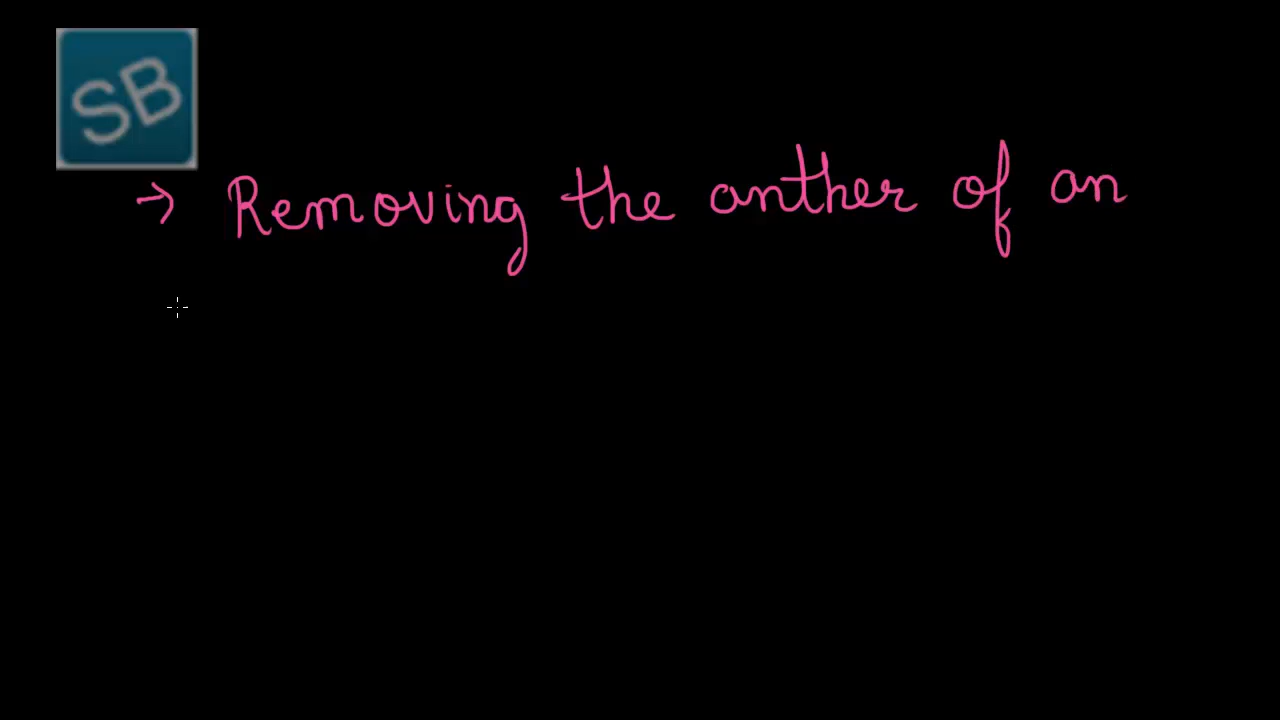 SB
→ Removing the anther of an